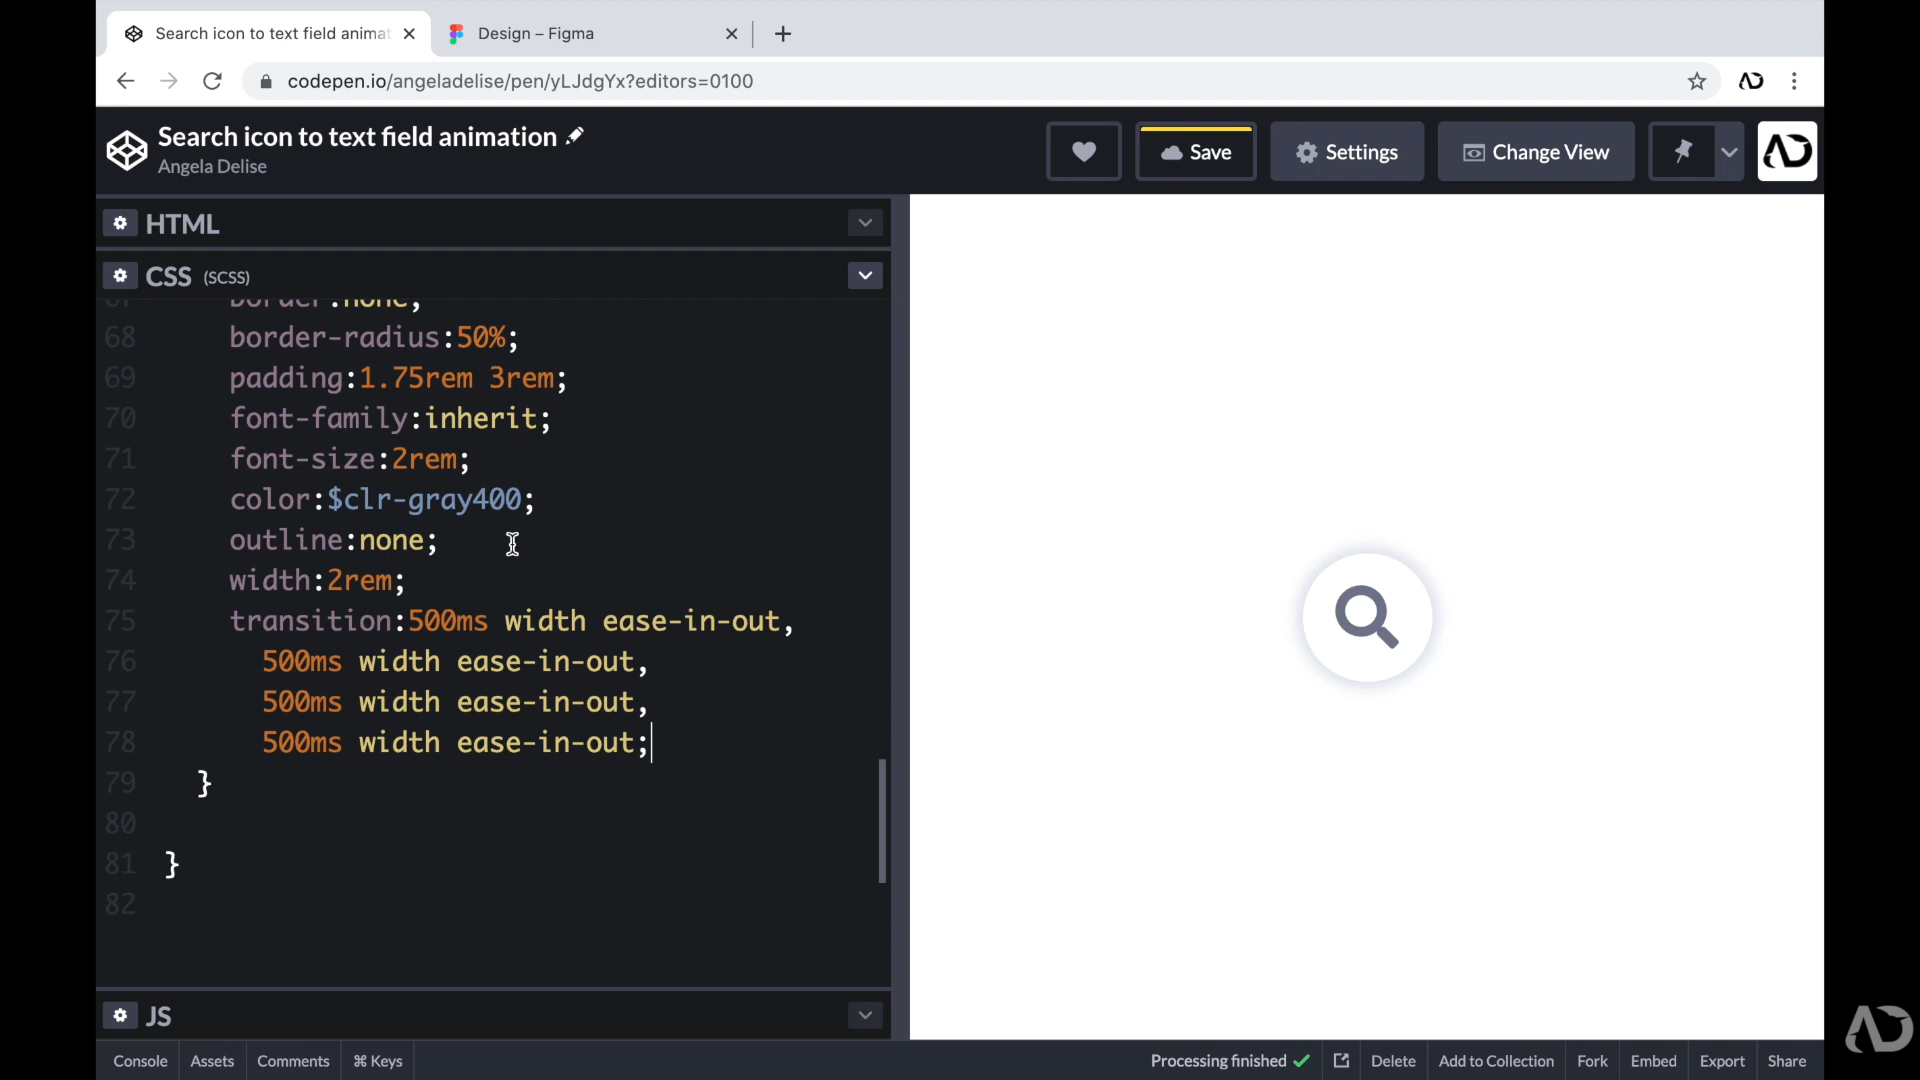 Search icon to text field animat
Design – Figma
codepen.io/angeladelise/pen/yLJdgYx?editors=0100
Search icon to text field animation
Angela Delise
Save
Settings
Change View
HTML
CSS (SCSS)
67 border:none;
68 border-radius:50%;
69 padding:1.75rem 3rem;
70 font-family:inherit;
71 font-size:2rem;
72 color:$clr-gray400;
73 outline:none;
74 width:2rem;
75 transition:500ms width ease-in-out,
76 500ms width ease-in-out,
77 500ms width ease-in-out,
78 500ms width ease-in-out;
79 }
80
81 }
82
JS
Console
Assets
Comments
⌘ Keys
Processing finished
Delete
Add to Collection
Fork
Embed
Export
Share